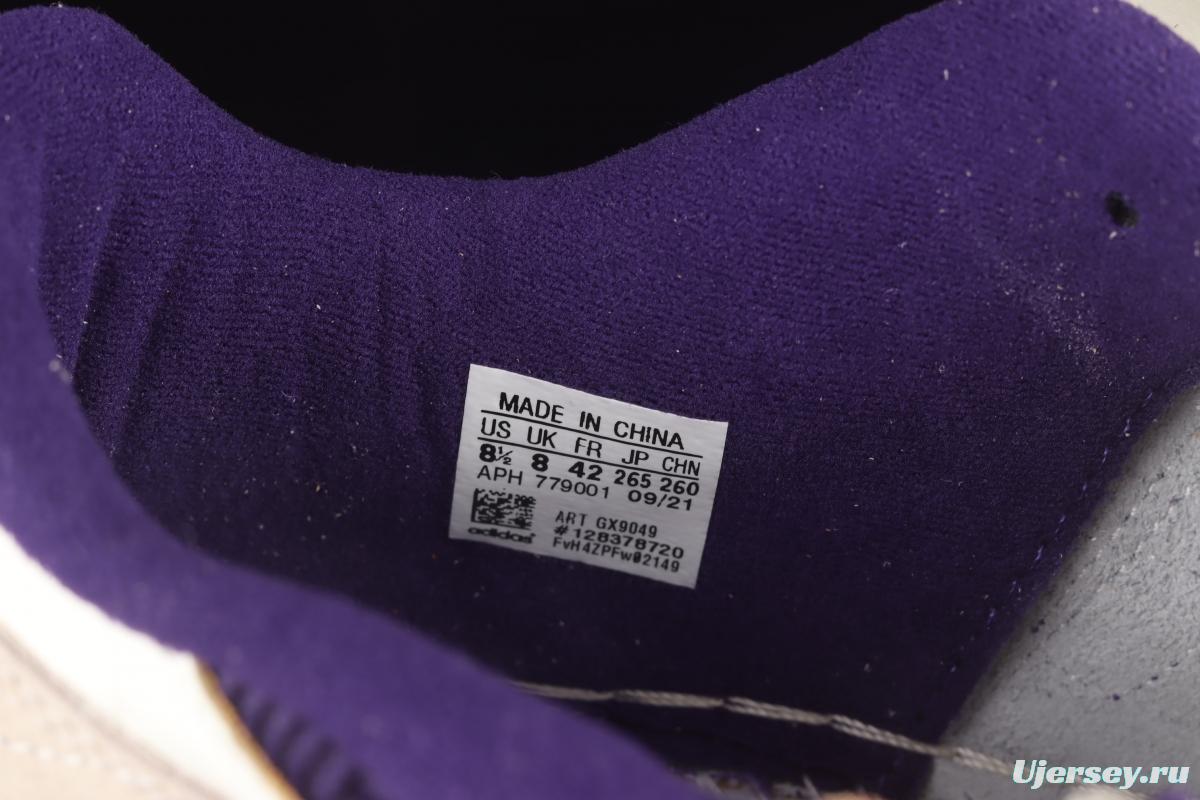 MADE IN CHINA
US UK FR JP CHN
8½ 8 42 265 260
APH 779001 09/21
ART GX9049
#128378720
adidas
FvH4ZPFw02149
Ujersey.ru